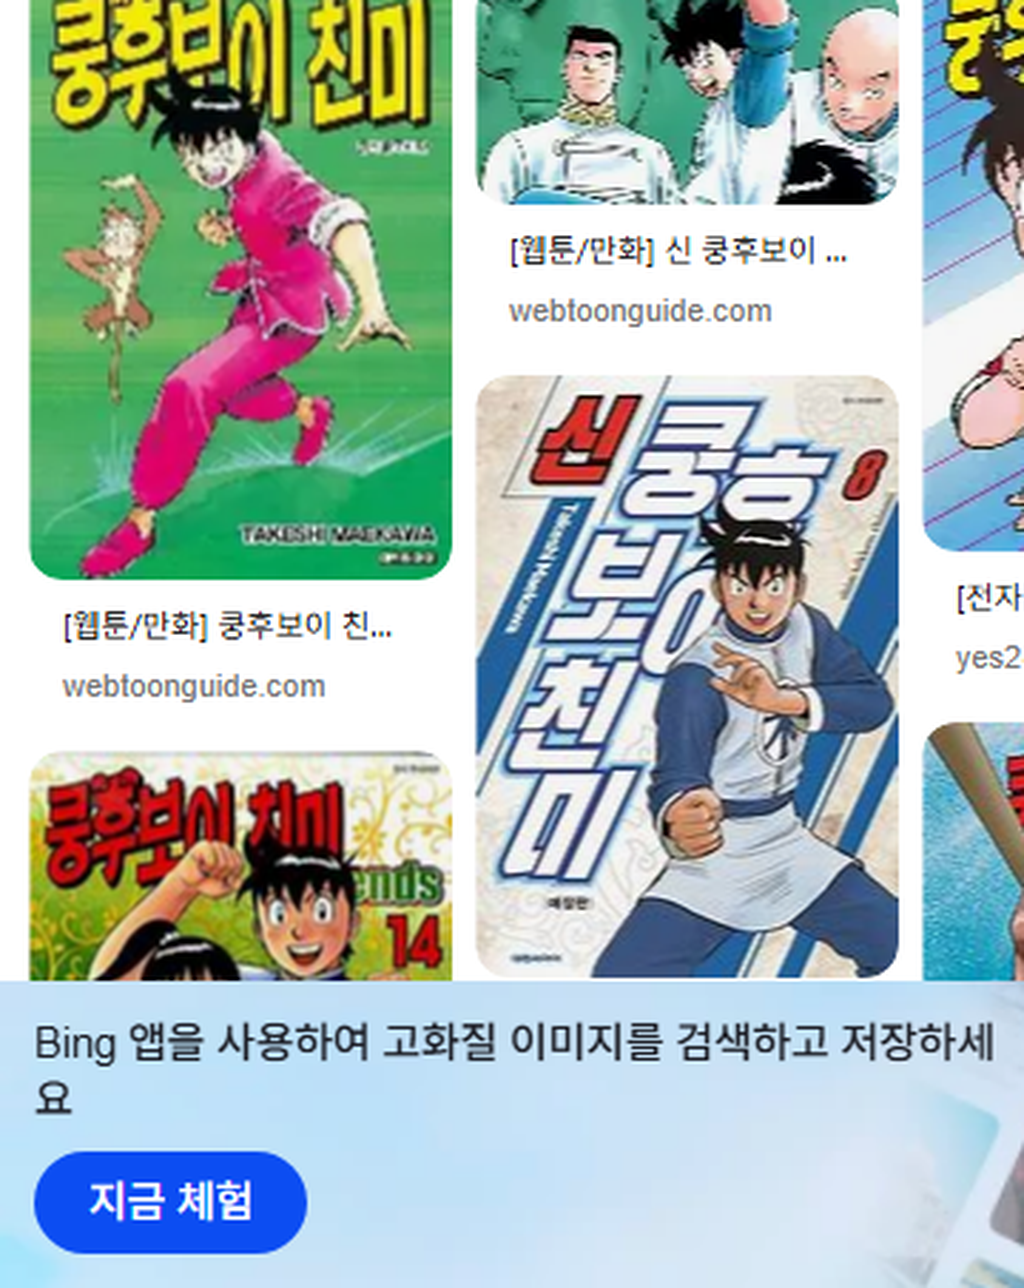 쿵후보이 친미
TAKESHI MAEKAWA
[웹툰/만화] 쿵후보이 친...
webtoonguide.com
쿵후보이 친미
ends
14
[웹툰/만화] 신 쿵후보이 ...
webtoonguide.com
신
쿵후
8
보이
친
미
Takeshi Maekawa
쿵
[전자
yes2
Bing 앱을 사용하여 고화질 이미지를 검색하고 저장하세
요
지금 체험